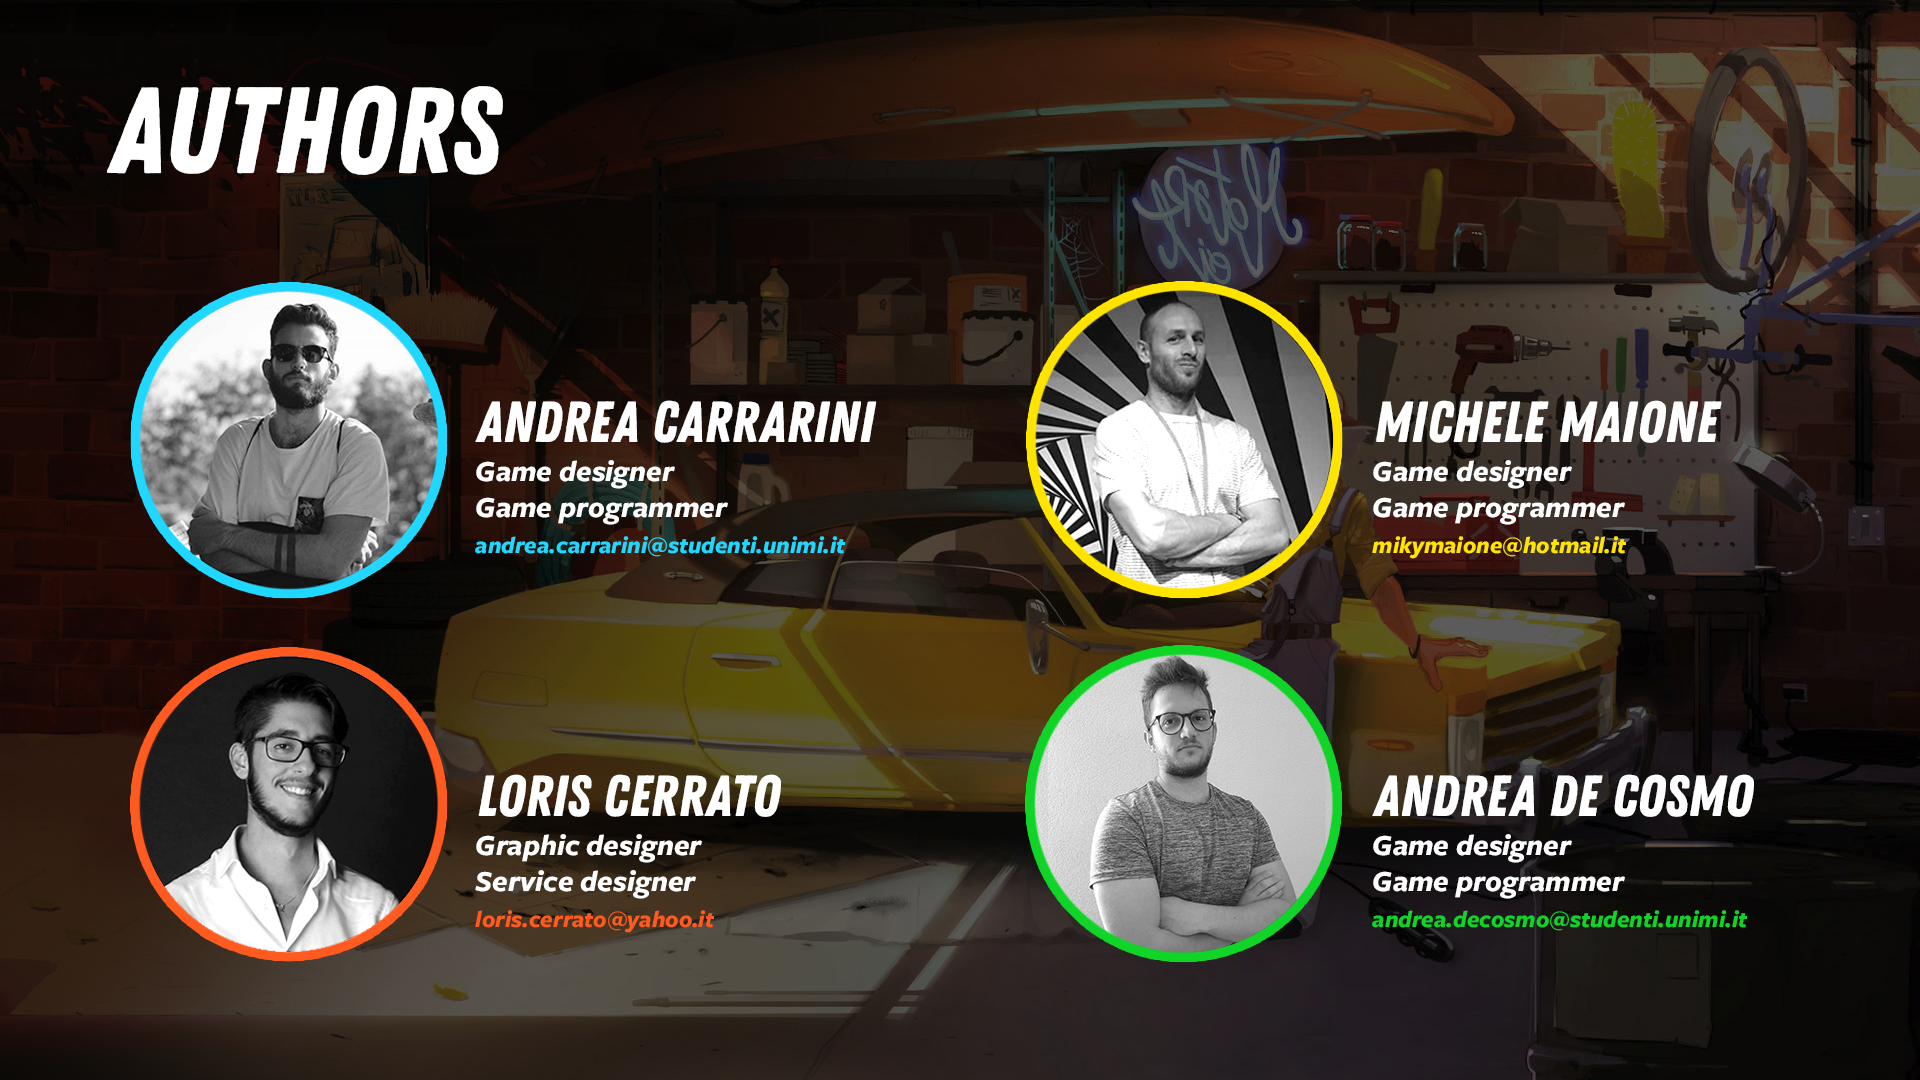 AUTHORS
ANDREA CARRARINI
Game designer
Game programmer
andrea.carrarini@studenti.unimi.it
MICHELE MAIONE
Game designer
Game programmer
mikymaione@hotmail.it
LORIS CERRATO
Graphic designer
Service designer
loris.cerrato@yahoo.it
ANDREA DE COSMO
Game designer
Game programmer
andrea.decosmo@studenti.unimi.it